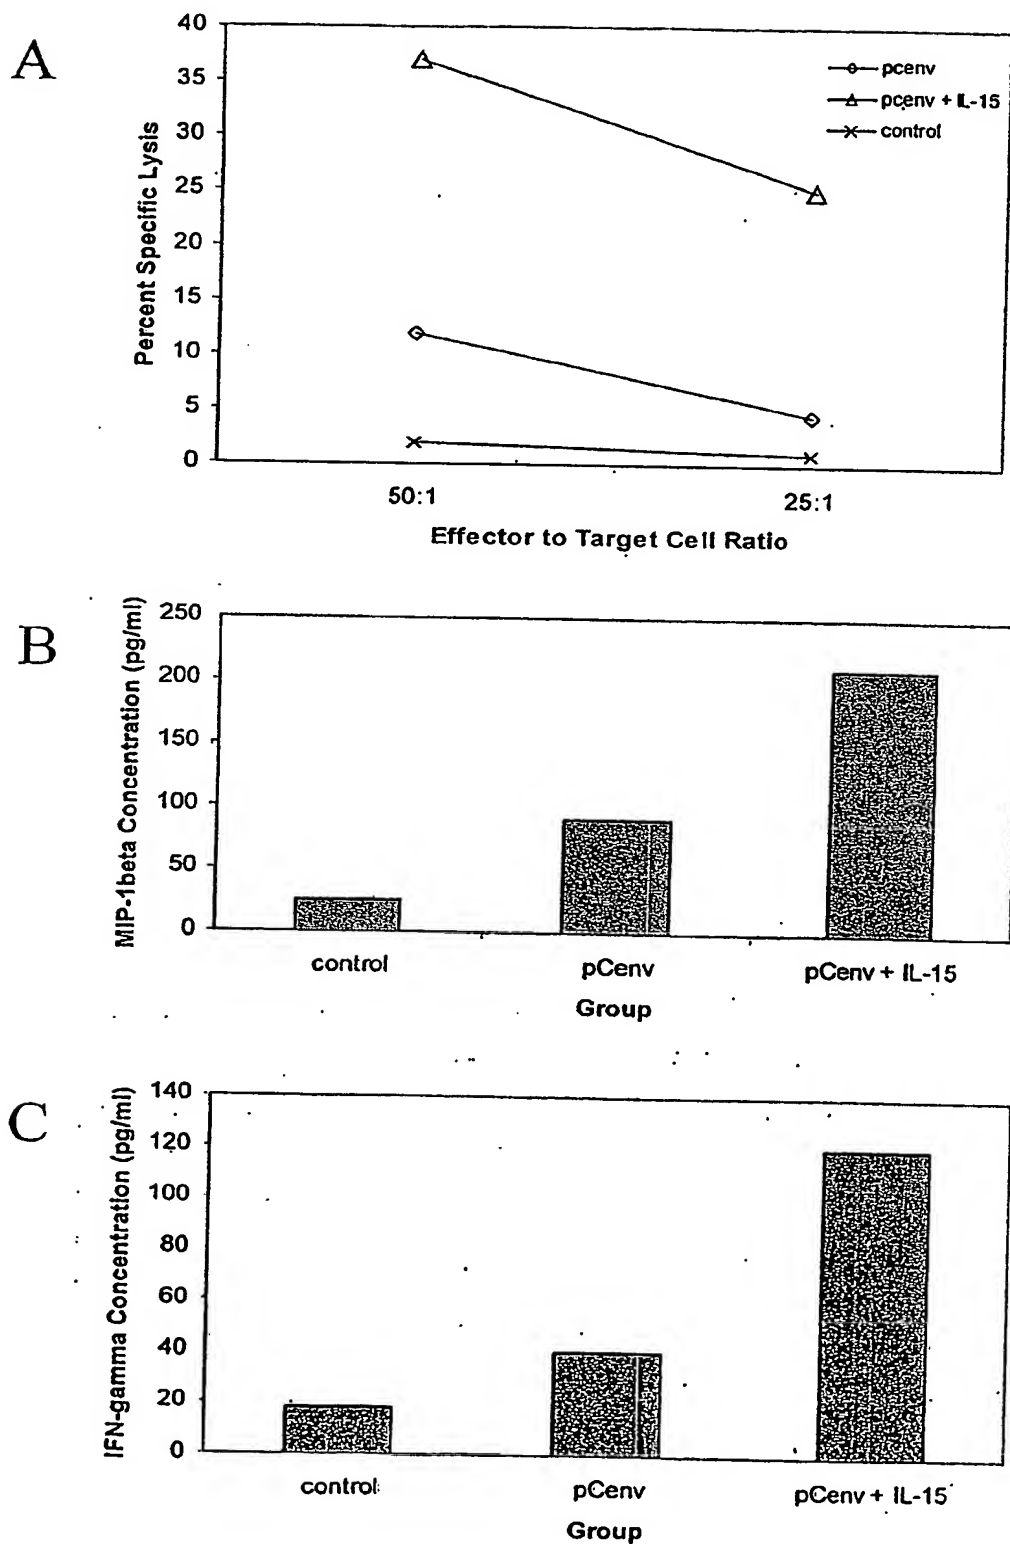 A
40
35
30
25
20
15
10
5
0
Percent Specific Lysis
pcenv
pcenv + IL-15
control
50:1
25:1
Effector to Target Cell Ratio
B
250
200
150
100
50
0
MIP-1beta Concentration (pg/ml)
control
pCenv
pCenv + IL-15
Group
C
140
120
100
80
60
40
20
0
IFN-gamma Concentration (pg/ml)
control
pCenv
pCenv + IL-15
Group